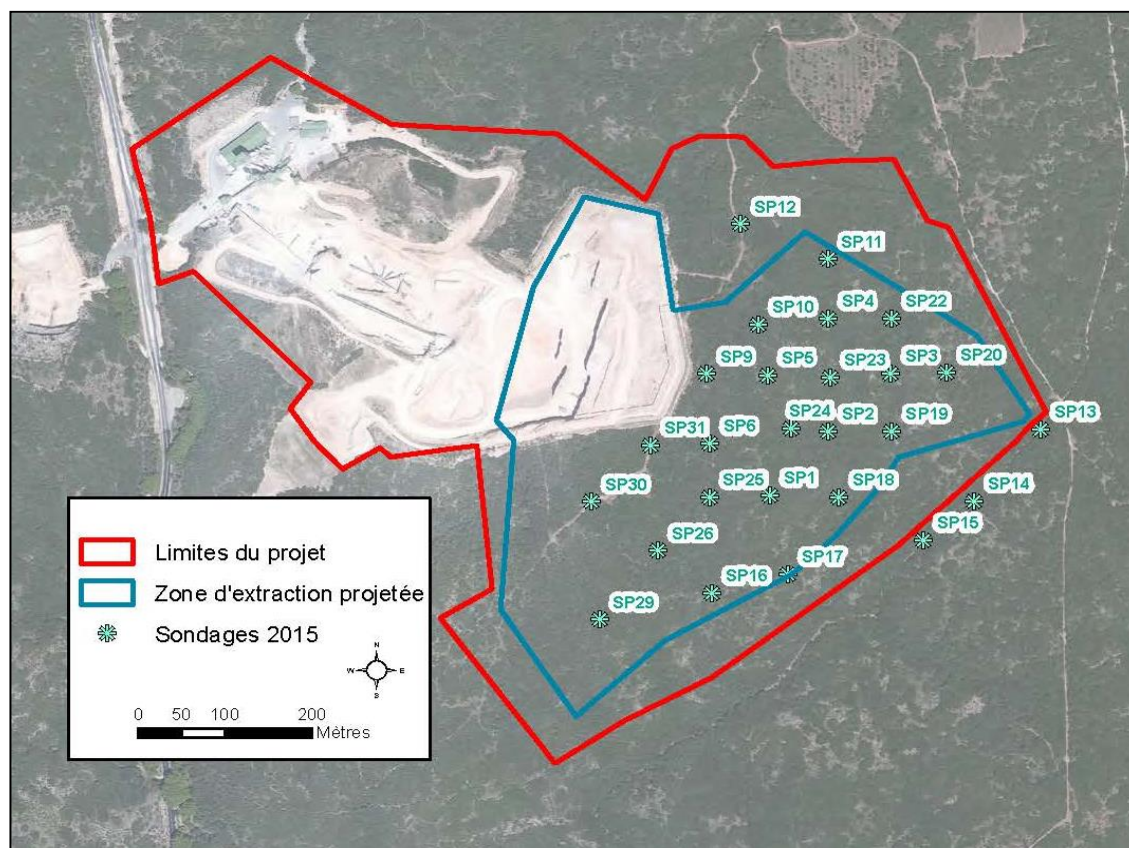 SP12
SP11
SP10
SP4
SP22
SP9
SP5
SP23
SP3
SP20
SP31
SP6
SP24
SP2
SP19
SP13
SP30
SP25
SP1
SP18
SP14
SP15
SP26
SP17
SP16
SP29
Limites du projet
Zone d'extraction projetée
Sondages 2015
N
W E
S
0 50 100 200
Mètres